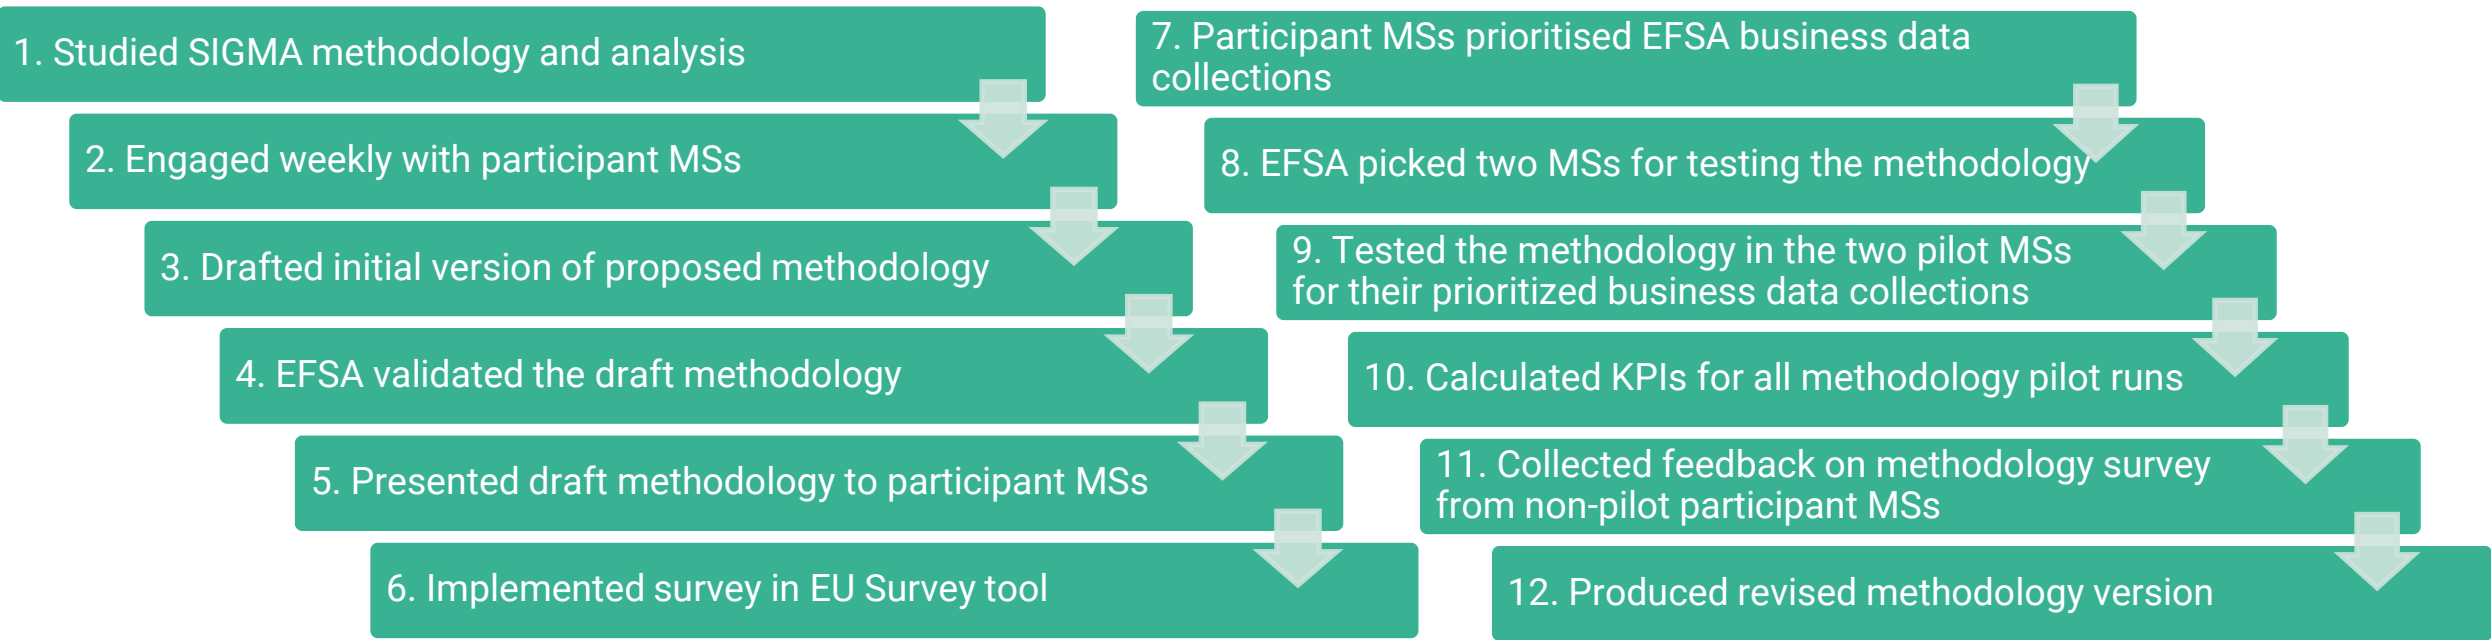 1. Studied SIGMA methodology and analysis
2. Engaged weekly with participant MSs
3. Drafted initial version of proposed methodology
4. EFSA validated the draft methodology
5. Presented draft methodology to participant MSs
6. Implemented survey in EU Survey tool
7. Participant MSs prioritised EFSA business data
collections
8. EFSA picked two MSs for testing the methodology
9. Tested the methodology in the two pilot MSs
for their prioritized business data collections
10. Calculated KPIs for all methodology pilot runs
11. Collected feedback on methodology survey
from non-pilot participant MSs
12. Produced revised methodology version